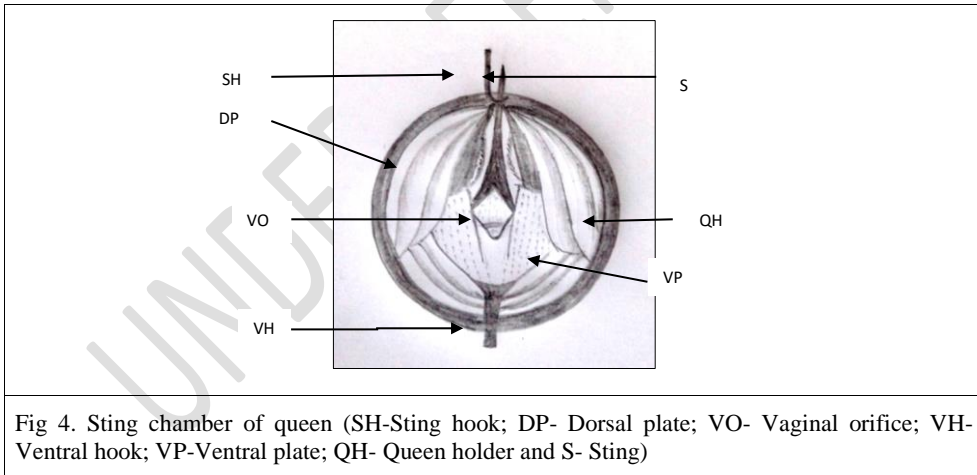 SH
S
DP
VO
QH
VP
VH
UNDE
Fig 4. Sting chamber of queen (SH-Sting hook; DP- Dorsal plate; VO- Vaginal orifice; VH-
Ventral hook; VP-Ventral plate; QH- Queen holder and S- Sting)